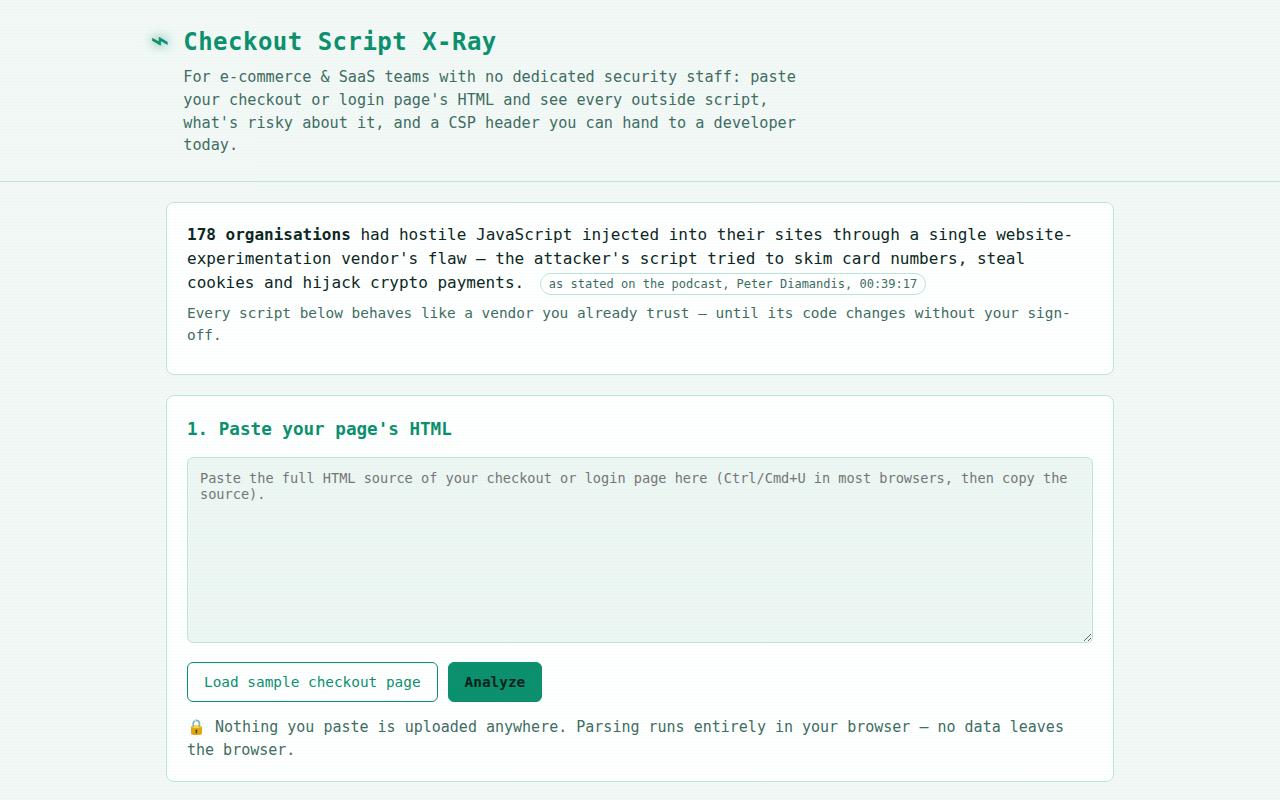 ⌁ Checkout Script X-Ray
For e-commerce & SaaS teams with no dedicated security staff: paste
your checkout or login page's HTML and see every outside script,
what's risky about it, and a CSP header you can hand to a developer
today.
178 organisations had hostile JavaScript injected into their sites through a single website-
experimentation vendor's flaw — the attacker's script tried to skim card numbers, steal
cookies and hijack crypto payments. as stated on the podcast, Peter Diamandis, 00:39:17
Every script below behaves like a vendor you already trust — until its code changes without your sign-
off.
1. Paste your page's HTML
Paste the full HTML source of your checkout or login page here (Ctrl/Cmd+U in most browsers, then copy the
source).
Load sample checkout page Analyze
🔒 Nothing you paste is uploaded anywhere. Parsing runs entirely in your browser — no data leaves
the browser.